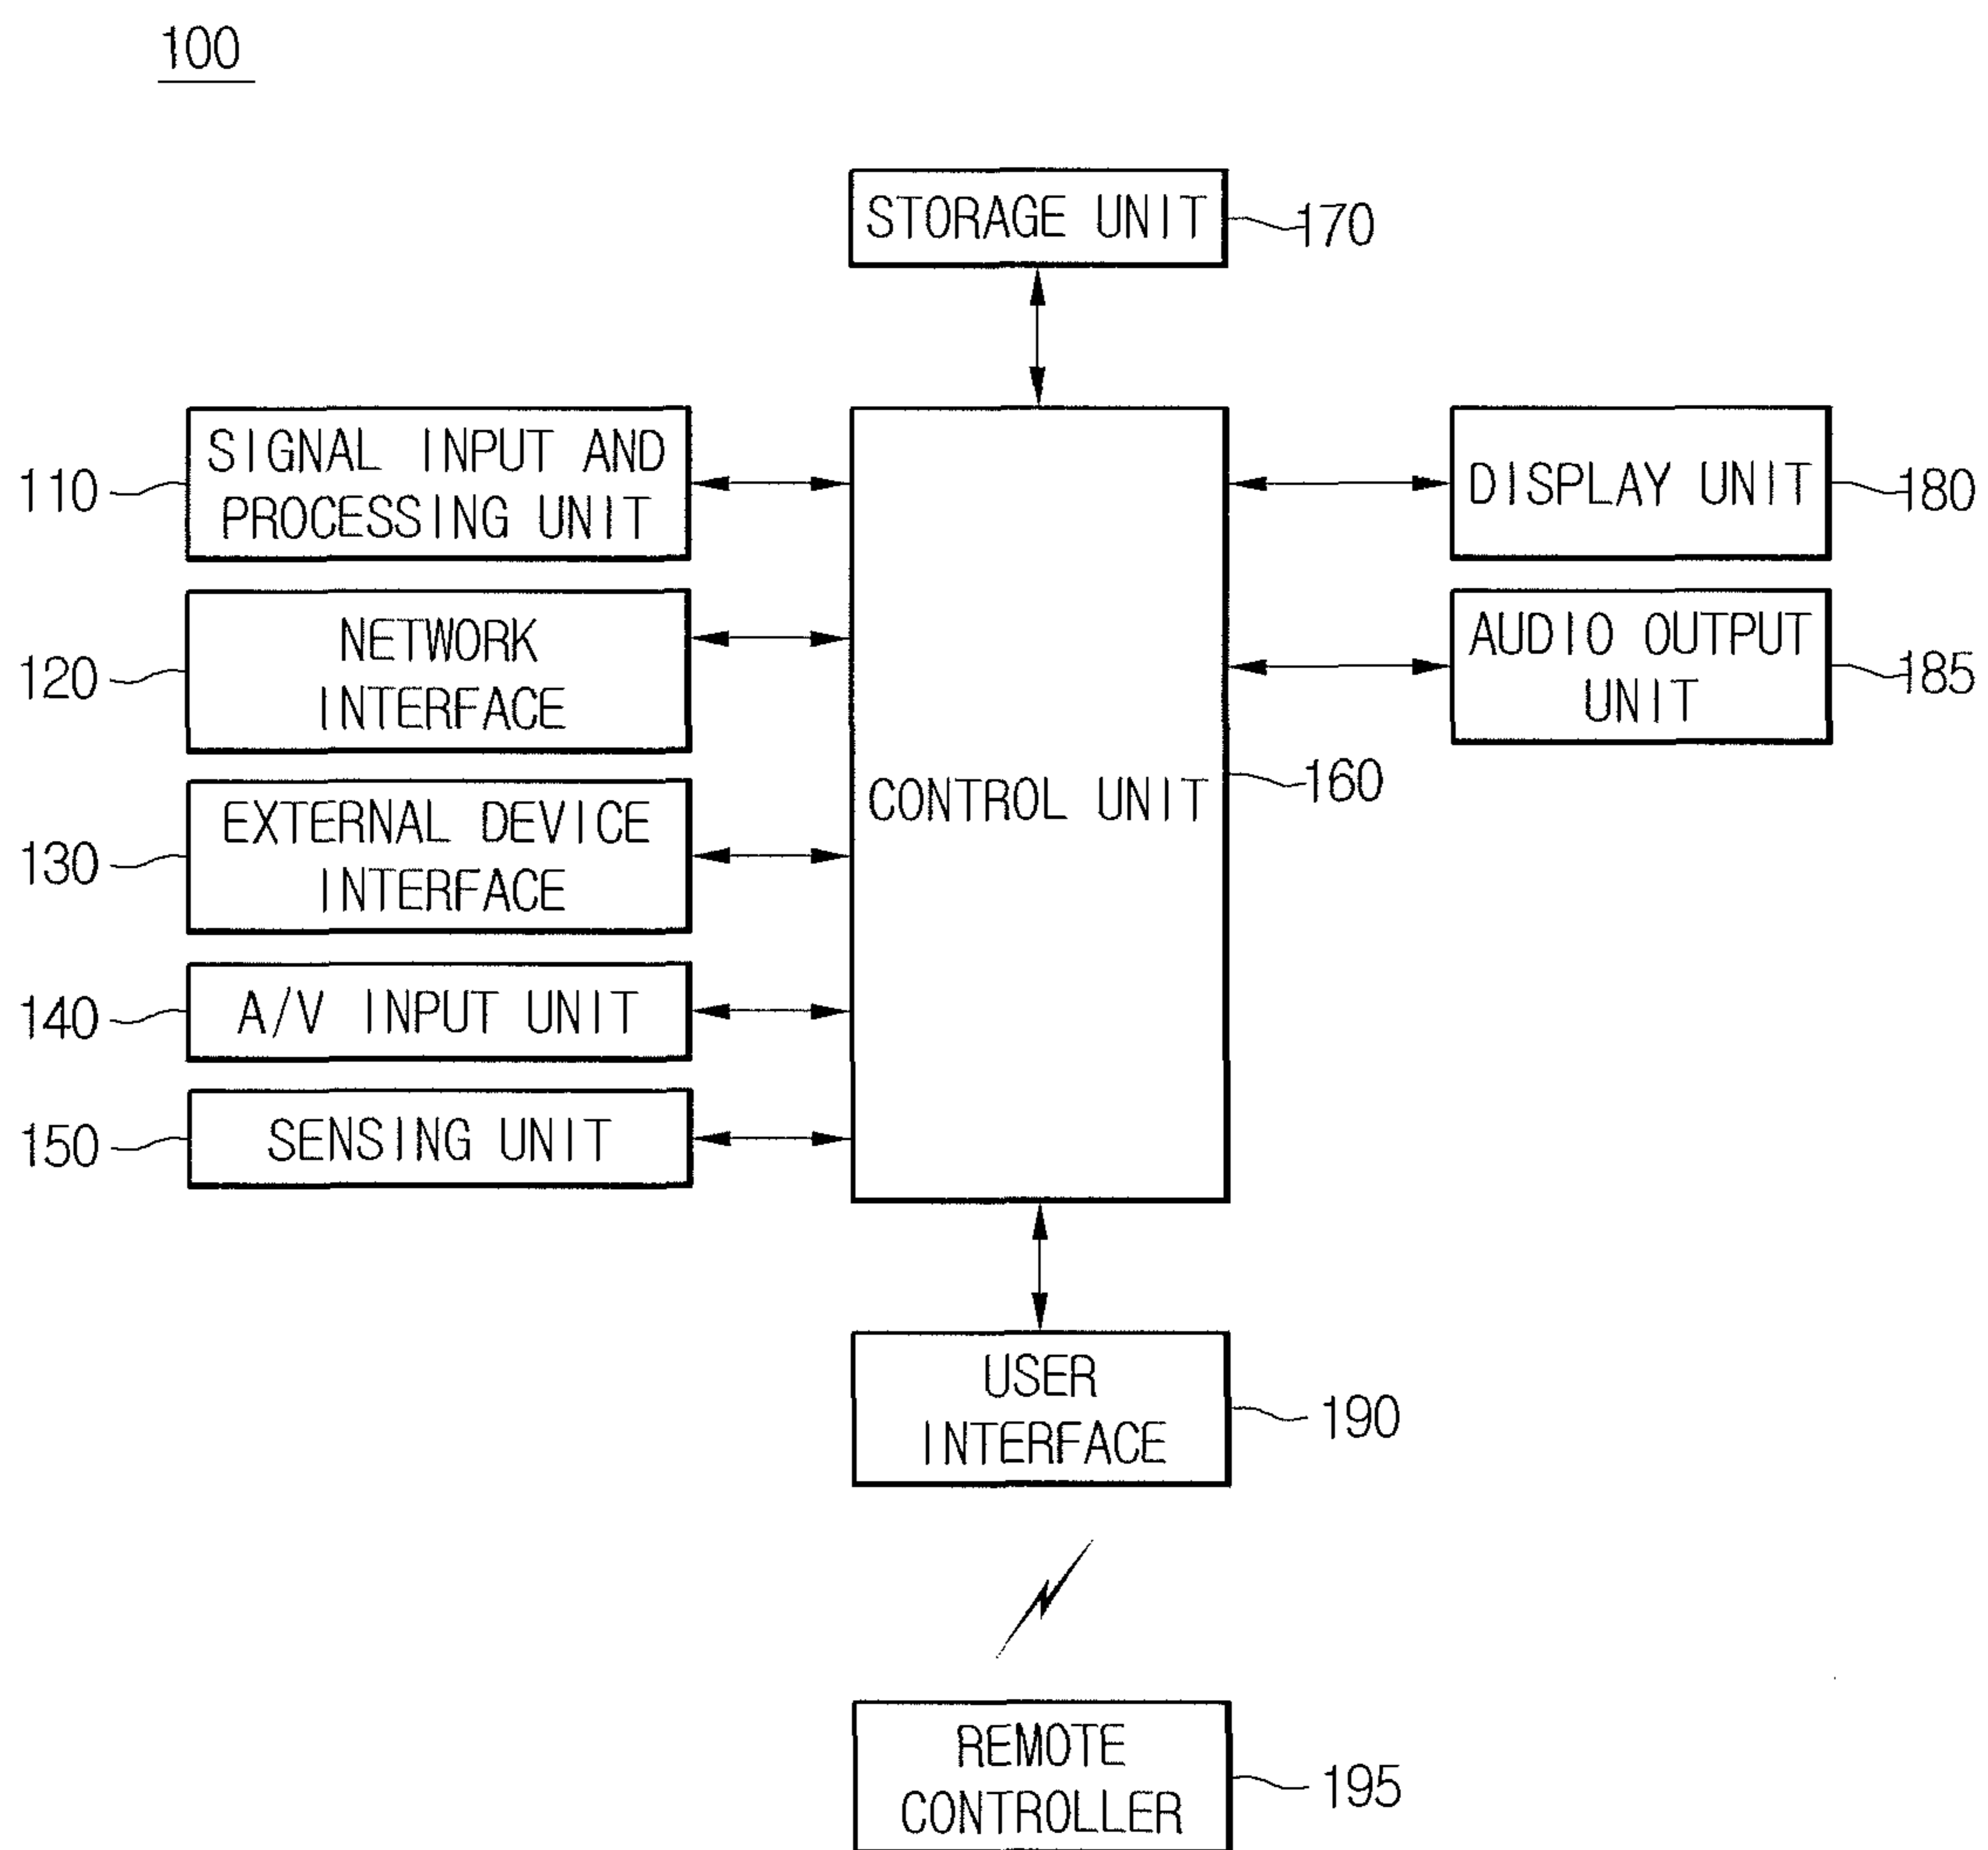 100
STORAGE UNIT
170
SIGNAL INPUT AND
PROCESSING UNIT
110
NETWORK
INTERFACE
120
EXTERNAL DEVICE
INTERFACE
130
A/V INPUT UNIT
140
SENSING UNIT
150
CONTROL UNIT
160
DISPLAY UNIT
180
AUDIO OUTPUT
UNIT
185
USER
INTERFACE
190
REMOTE
CONTROLLER
195